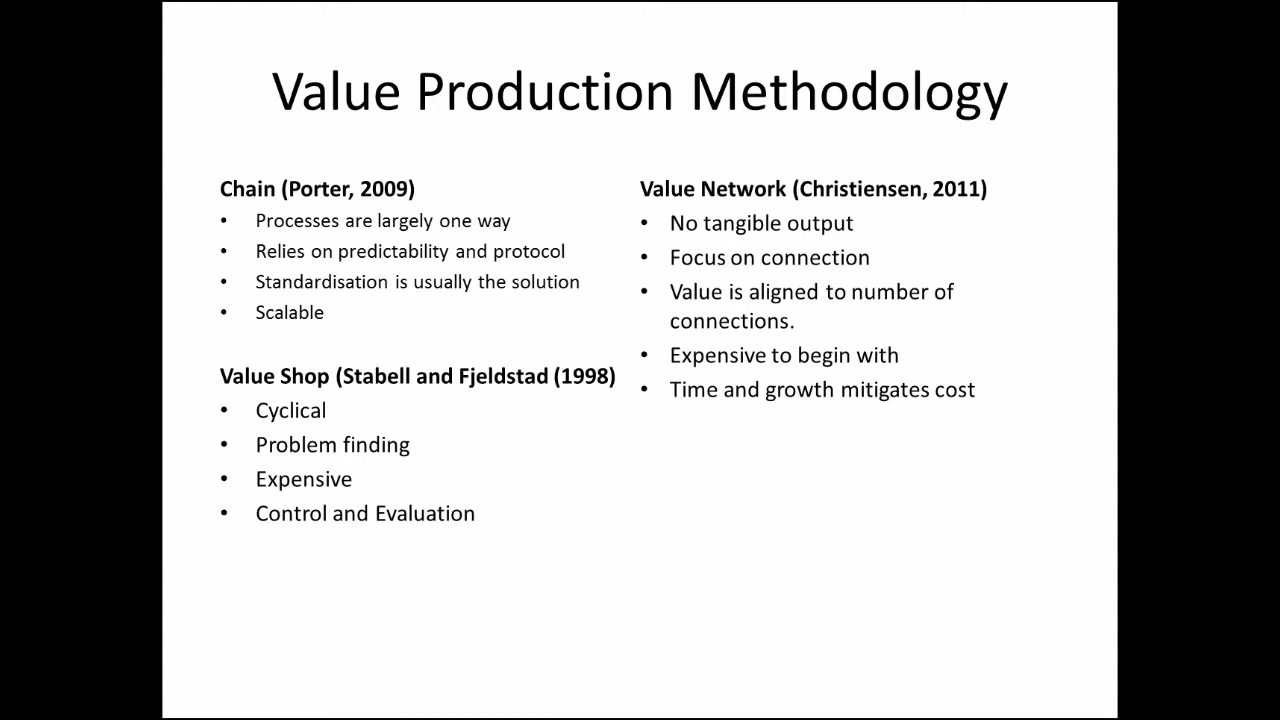 Value Production Methodology
Chain (Porter, 2009)
• Processes are largely one way
• Relies on predictability and protocol
• Standardisation is usually the solution
• Scalable
Value Shop (Stabell and Fjeldstad (1998)
• Cyclical
• Problem finding
• Expensive
• Control and Evaluation
Value Network (Christiensen, 2011)
• No tangible output
• Focus on connection
• Value is aligned to number of
connections.
• Expensive to begin with
• Time and growth mitigates cost